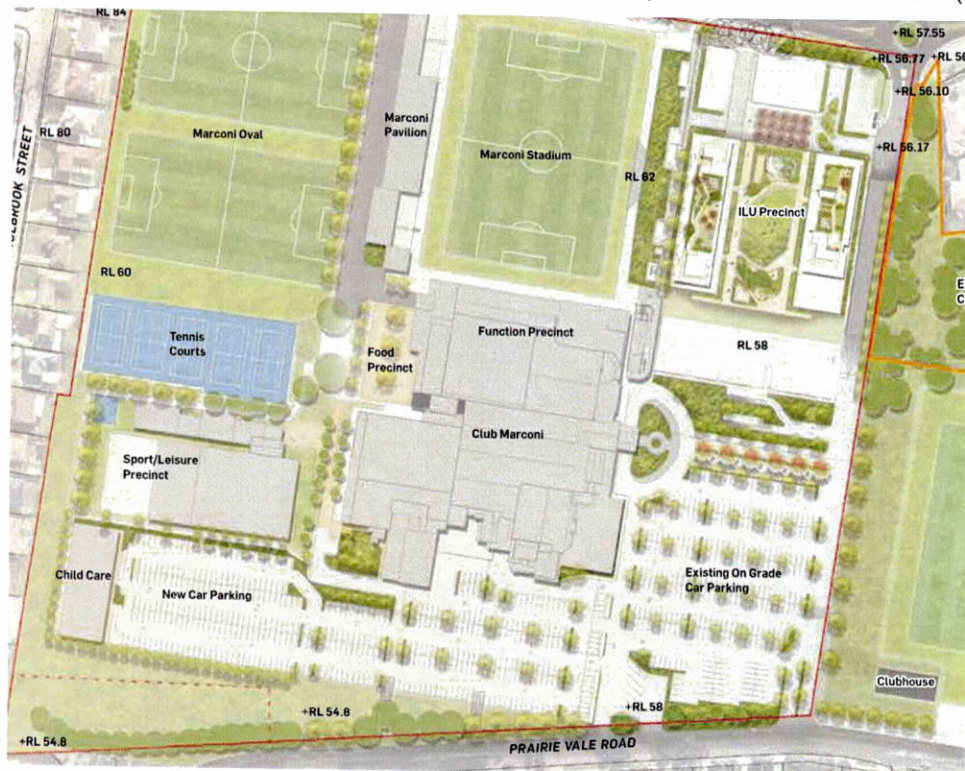 RL 84
+RL 57.55
+RL 56.77
+RL 56.10
Marconi
Pavilion
RL 80
Marconi Oval
Marconi Stadium
+RL 56.17
RL 62
ILU Precinct
RL 60
Tennis
Courts
Function Precinct
Food
Precinct
RL 58
Club Marconi
Sport/Leisure
Precinct
Child Care
New Car Parking
Existing On Grade
Car Parking
Clubhouse
+RL 54.8
+RL 58
+RL 54.8
PRAIRIE VALE ROAD
STREET